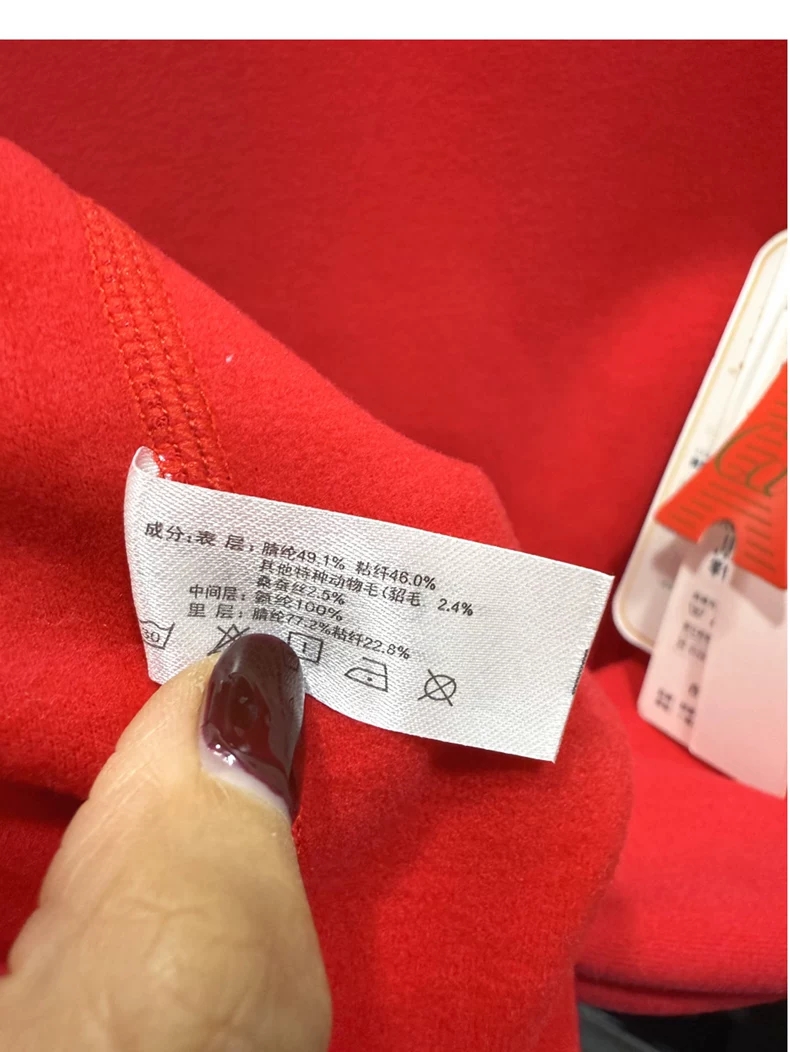 成分:表 层: 腈纶49.1% 粘纤46.0%
其他特种动物毛(貂毛 2.4%
桑蚕丝2.5%
中间层: 氨纶100%
里 层: 腈纶77.2%粘纤22.8%
30